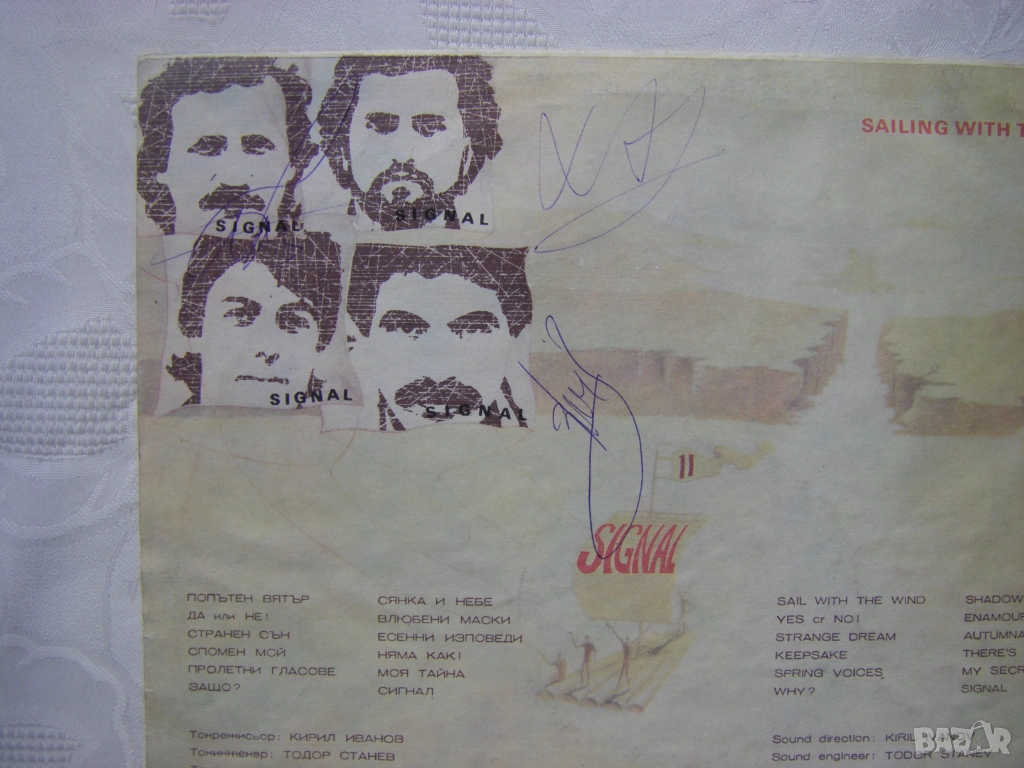 SAILING WITH T
SIGNAL
SIGNAL
SIGNAL
SIGNAL
II
SIGNAL
ПОПЪТЕН ВЯТЪР
ДА или НЕ!
СТРАНЕН СЪН
СПОМЕН МОЙ
ПРОЛЕТНИ ГЛАСОВЕ
ЗАЩО?
СЯНКА И НЕБЕ
ВЛЮБЕНИ МАСКИ
ЕСЕННИ ИЗПОВЕДИ
НЯМА КАК!
МОЯ ТАЙНА
СИГНАЛ
SAIL WITH THE WIND
YES or NO!
STRANGE DREAM
KEEPSAKE
SPRING VOICES
WHY?
SHADOW
ENAMOUR
AUTUMNA
THERE'S
MY SECR
SIGNAL
Тонрежисьор: КИРИЛ ИВАНОВ
Тонинженер: ТОДОР СТАНЕВ
Sound direction: KIRIL
Sound engineer: TODOR STANEV
BAZAR